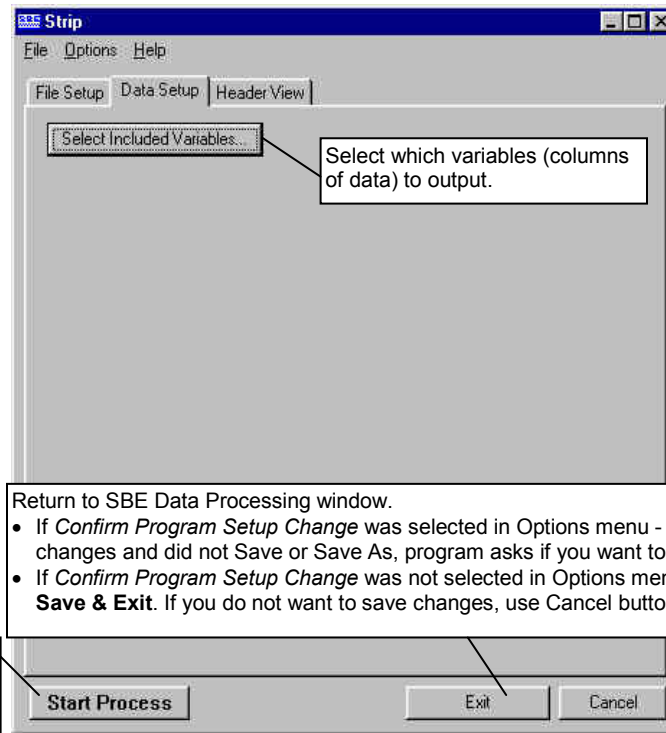 SBE Strip
File Options Help
File Setup Data Setup Header View
Select Included Variables...
Select which variables (columns
of data) to output.
Return to SBE Data Processing window.
• If Confirm Program Setup Change was selected in Options menu -
changes and did not Save or Save As, program asks if you want to
• If Confirm Program Setup Change was not selected in Options
Save & Exit. If you do not want to save changes, use Cancel
Start Process Exit Cancel